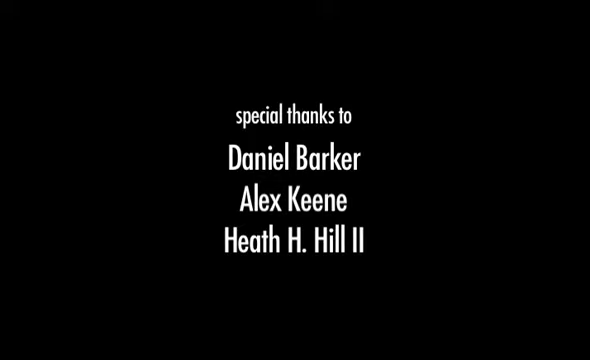 special thanks to
Daniel Barker
Alex Keene
Heath H. Hill II